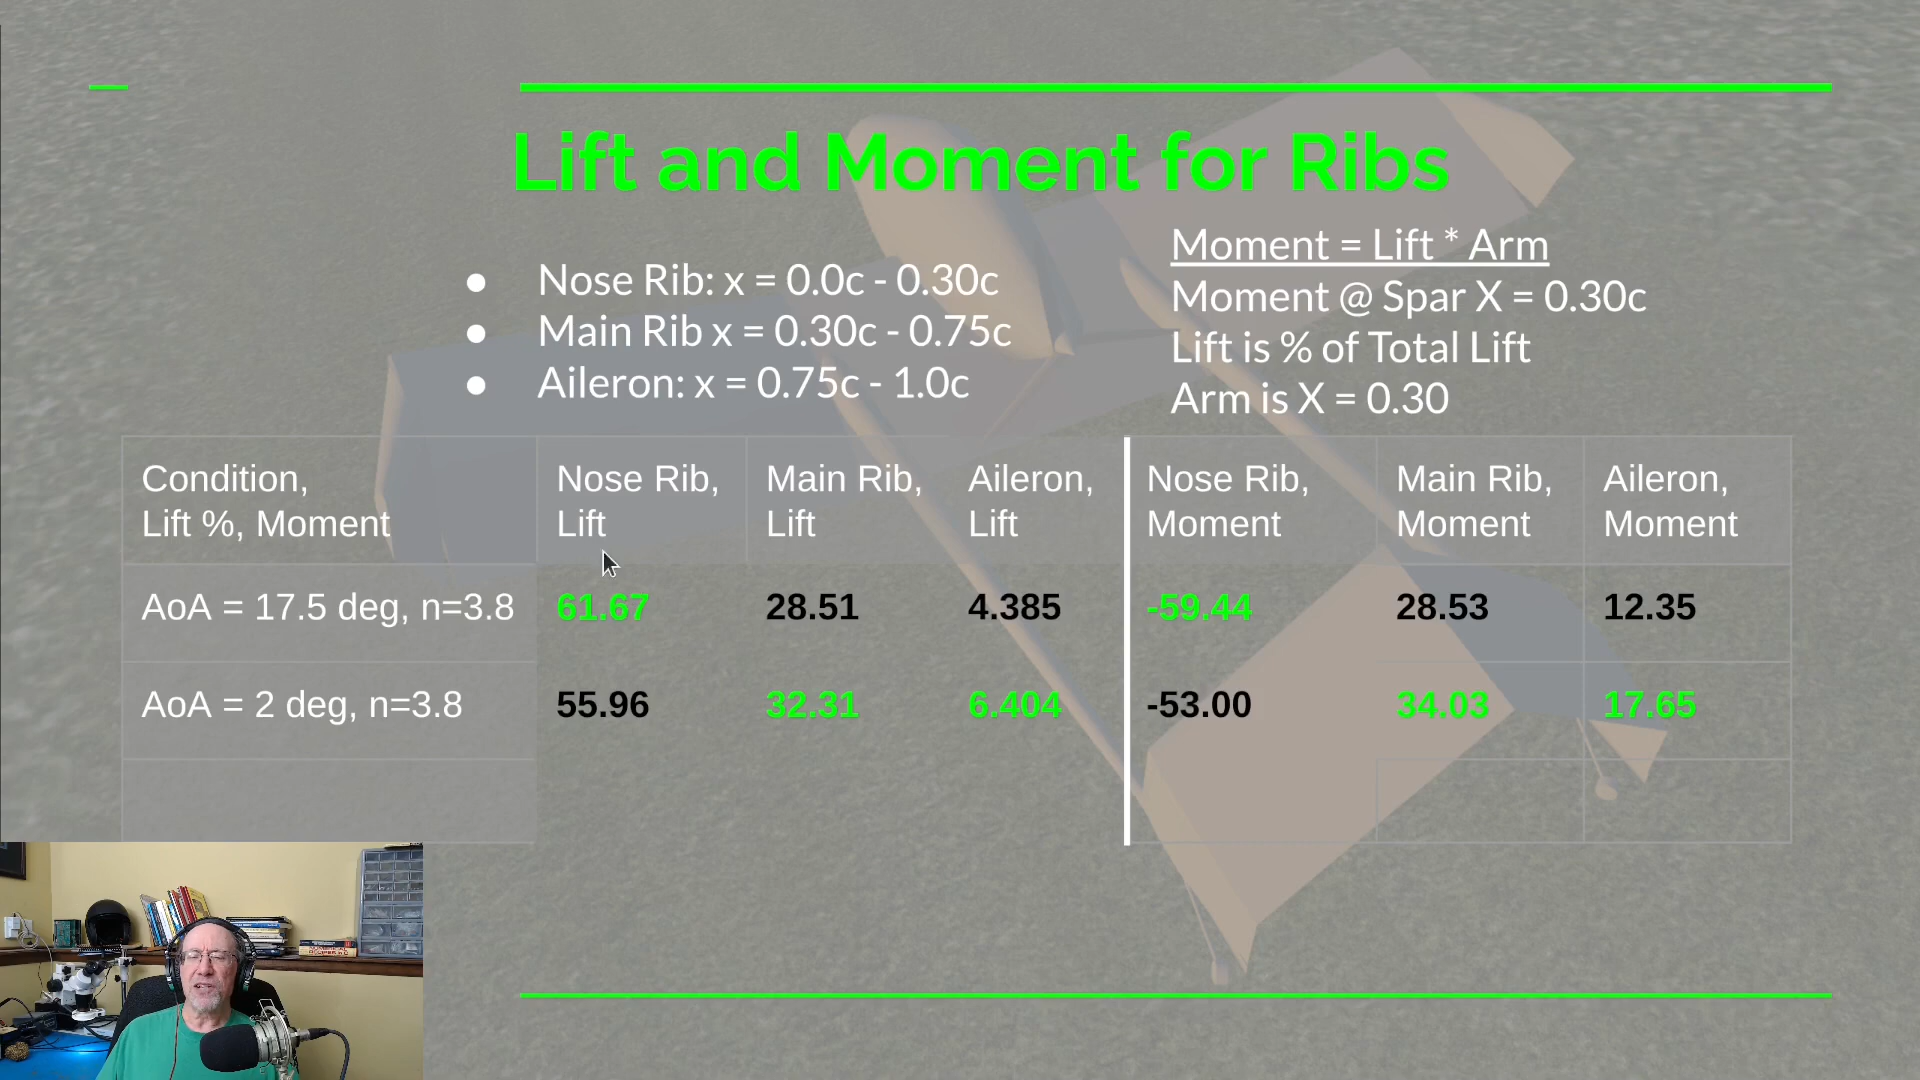 Lift and Moment for Ribs
● Nose Rib: x = 0.0c - 0.30c
● Main Rib x = 0.30c - 0.75c
● Aileron: x = 0.75c - 1.0c
Moment = Lift * Arm
Moment @ Spar X = 0.30c
Lift is % of Total Lift
Arm is X = 0.30
Condition,
Lift %, Moment
Nose Rib,
Lift
Main Rib,
Lift
Aileron,
Lift
Nose Rib,
Moment
Main Rib,
Moment
Aileron,
Moment
AoA = 17.5 deg, n=3.8 61.67 28.51 4.385 -59.44 28.53 12.35
AoA = 2 deg, n=3.8 55.96 32.31 6.404 -53.00 34.03 17.65